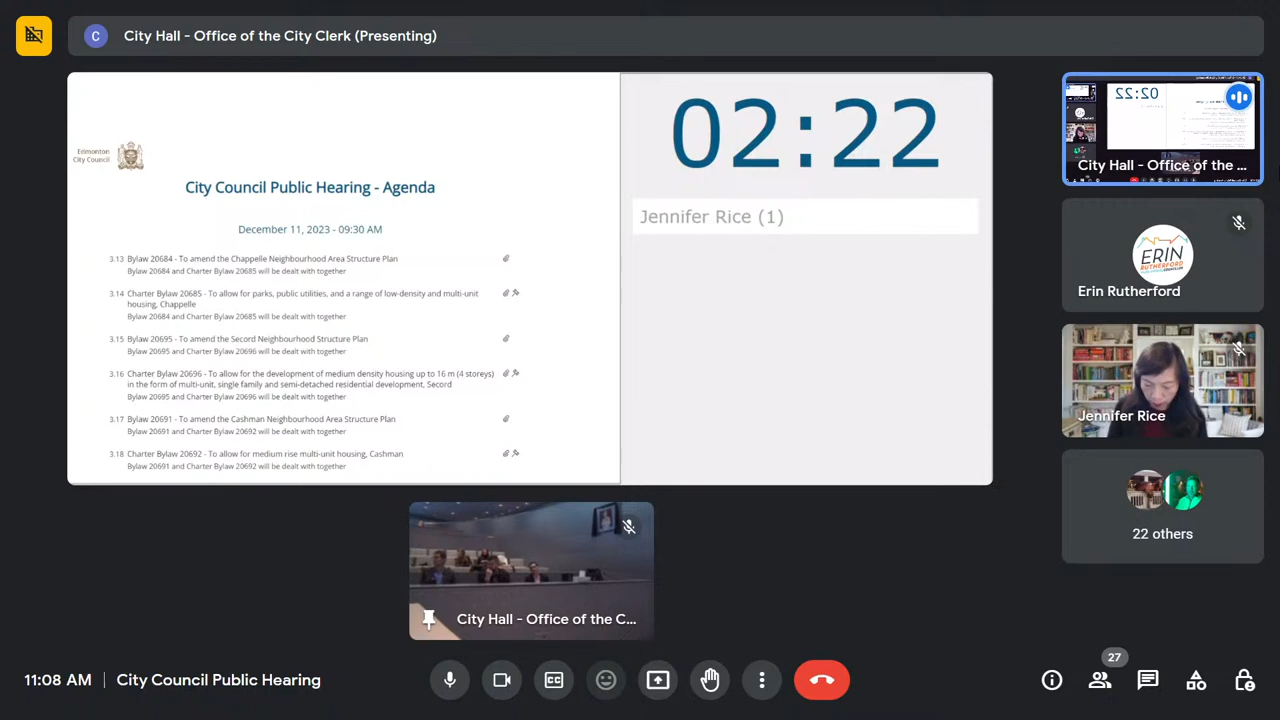 City Hall - Office of the City Clerk (Presenting)
C
Edmonton
City Council
City Council Public Hearing - Agenda
December 11, 2023 - 09:30 AM
3.13 Bylaw 20684 - To amend the Chappelle Neighbourhood Area Structure Plan
Bylaw 20684 and Charter Bylaw 20685 will be dealt with together
3.14 Charter Bylaw 20685 - To allow for parks, public utilities, and a range of low-density and multi-unit
housing, Chappelle
Bylaw 20684 and Charter Bylaw 20685 will be dealt with together
3.15 Bylaw 20695 - To amend the Secord Neighbourhood Structure Plan
Bylaw 20695 and Charter Bylaw 20696 will be dealt with together
3.16 Charter Bylaw 20696 - To allow for the development of medium density housing up to 16 m (4 storeys)
in the form of multi-unit, single family and semi-detached residential development, Secord
Bylaw 20695 and Charter Bylaw 20696 will be dealt with together
3.17 Bylaw 20691 - To amend the Cashman Neighbourhood Area Structure Plan
Bylaw 20691 and Charter Bylaw 20692 will be dealt with together
3.18 Charter Bylaw 20692 - To allow for medium rise multi-unit housing, Cashman
Bylaw 20691 and Charter Bylaw 20692 will be dealt with together
02:22
Jennifer Rice (1)
02:22
City Hall - Office of the ...
ERIN
RUTHERFORD
Erin Rutherford
Jennifer Rice
22 others
City Hall - Office of the C...
11:08 AM | City Council Public Hearing
27